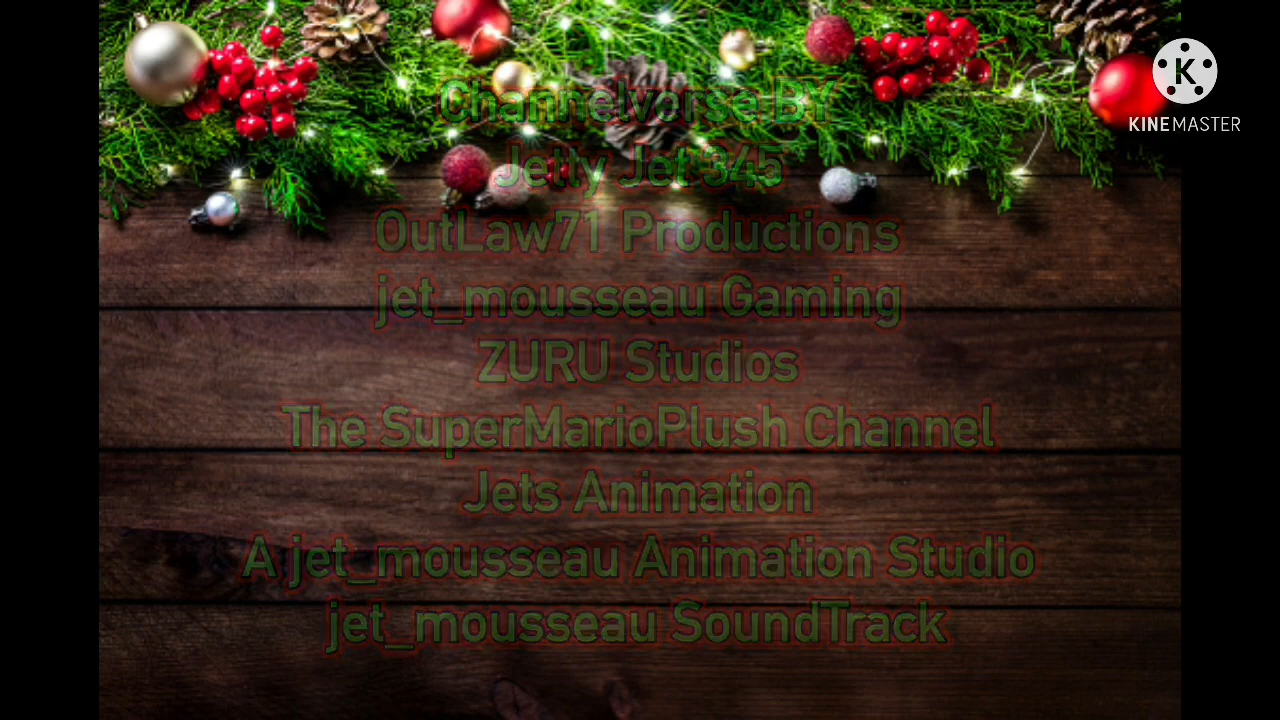 Channelverse BY
Jetty Jet 345
OutLaw71 Productions
jet_mousseau Gaming
ZURU Studios
The SuperMarioPlush Channel
Jets Animation
A jet_mousseau Animation Studio
jet_mousseau SoundTrack
K
KINEMASTER